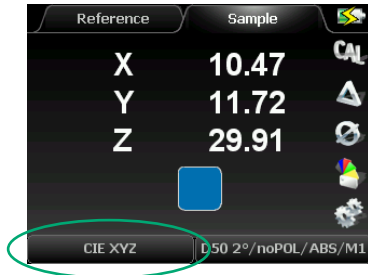 Reference Sample
CAL
X 10.47
Y 11.72
Z 29.91
CIE XYZ D50 2°/noPOL/ABS/M1